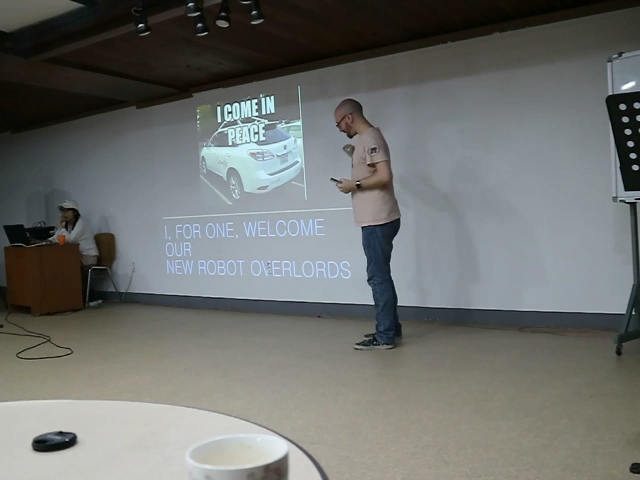 I COME IN
PEACE
I, FOR ONE, WELCOME
OUR
NEW ROBOT OVERLORDS